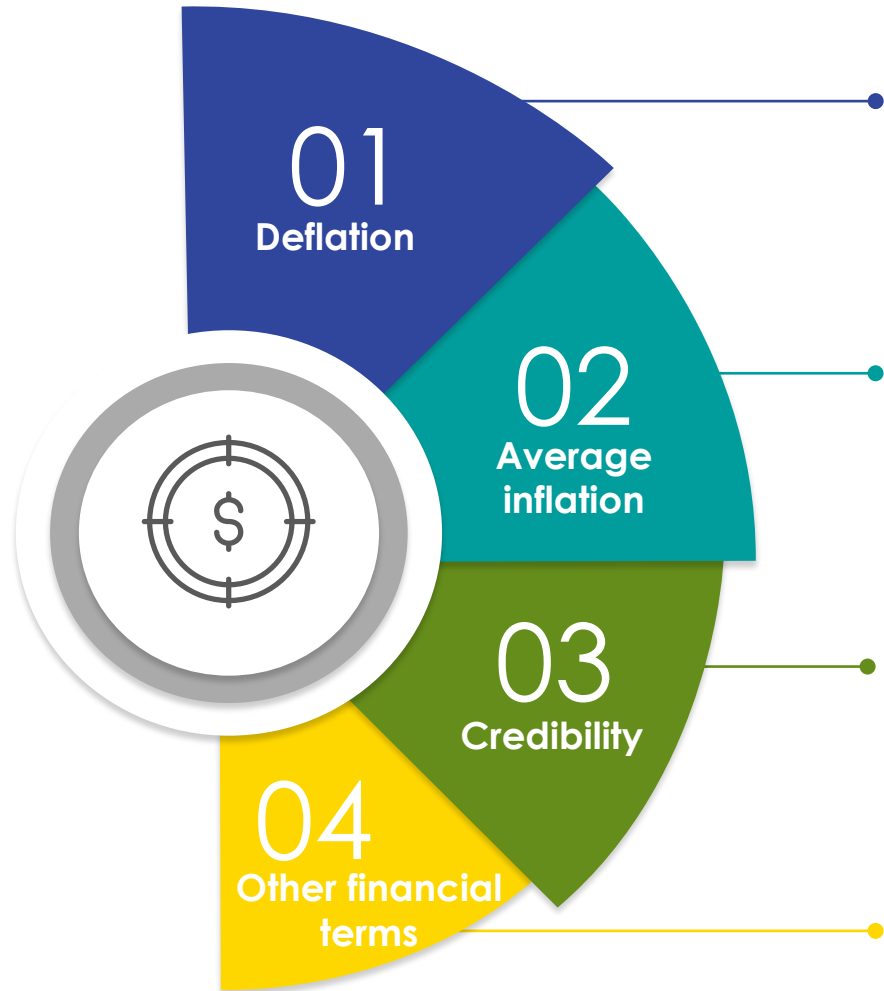 01
Deflation
02
Average
inflation
03
Credibility
04
Other financial
terms
$